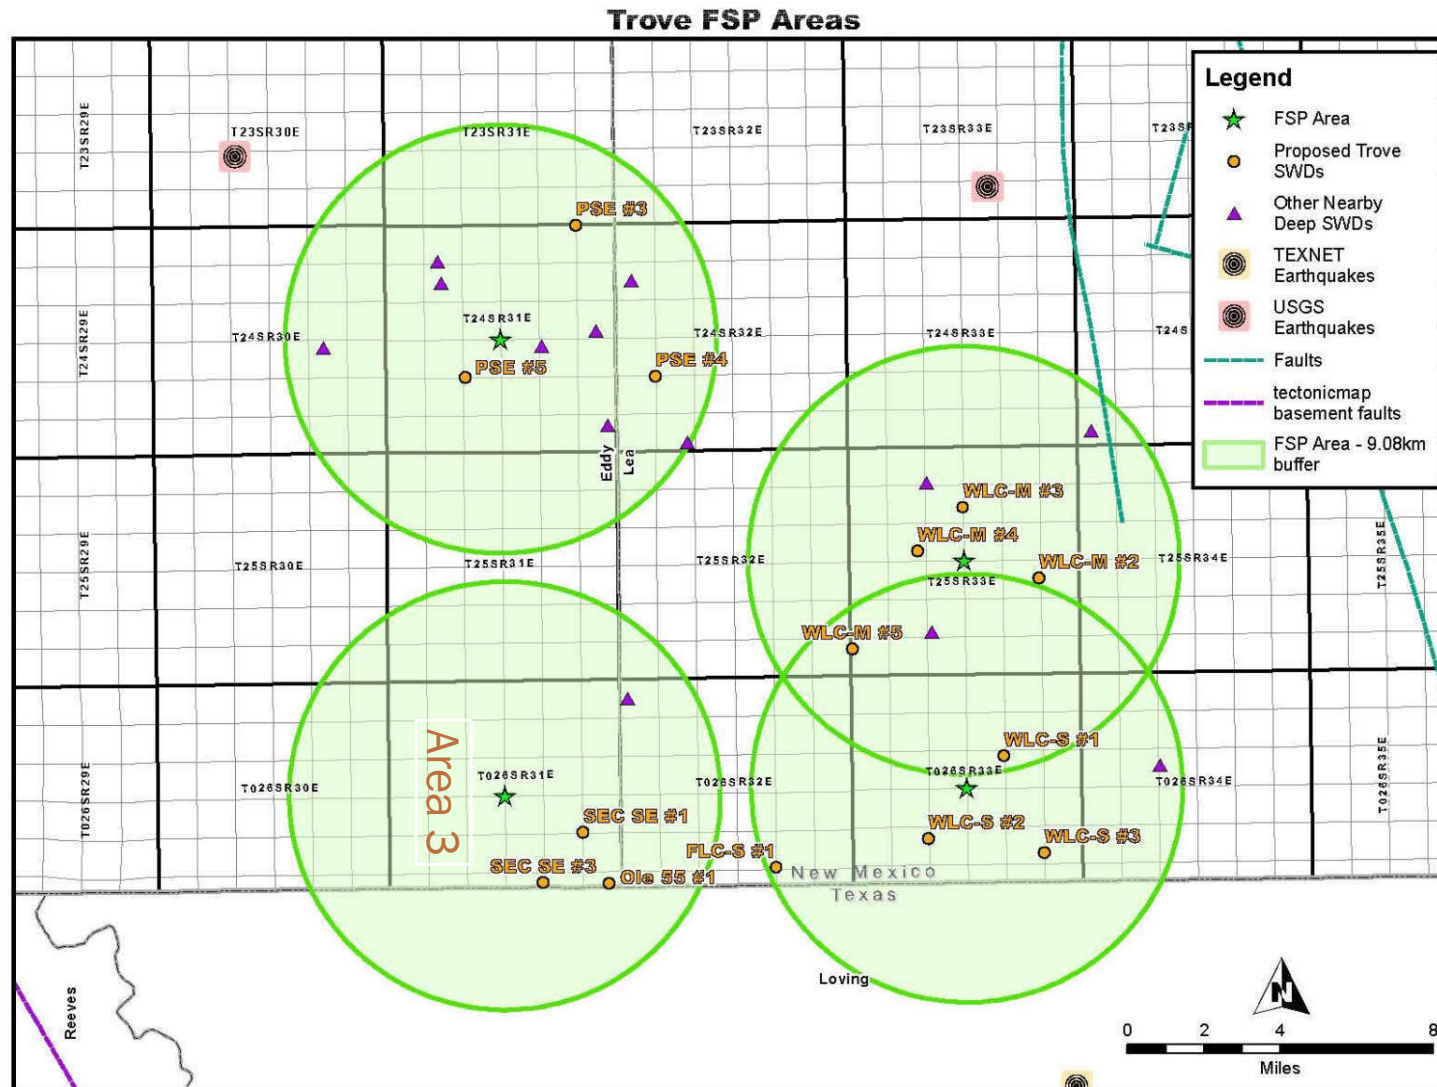 Trove FSP Areas
T23SR29E
T23SR30E
T23SR31E
T23SR32E
T23SR33E
Legend
FSP Area
Proposed Trove
SWDs
Other Nearby
Deep SWDs
TEXNET
Earthquakes
USGS
Earthquakes
Faults
tectonicmap
basement faults
FSP Area - 9.08km
buffer
PSE #3
T24SR29E
T24SR30E
T24SR31E
T24SR32E
T24SR33E
PSE #5
PSE #4
Eddy
Lea
WLC-M #3
WLC-M #4
WLC-M #2
T25SR29E
T25SR30E
T25SR31E
T25SR32E
T25SR33E
T25SR34E
T25SR35E
WLC-M #5
WLC-S #1
Area 3
T026SR29E
T026SR30E
T026SR31E
T026SR32E
T026SR33E
T026SR34E
T026SR35E
SEC SE #1
WLC-S #2
WLC-S #3
FLC-S #1
SEC SE #3
Ole 55 #1
New Mexico
Texas
Loving
Reeves
N
0 2 4 8
Miles